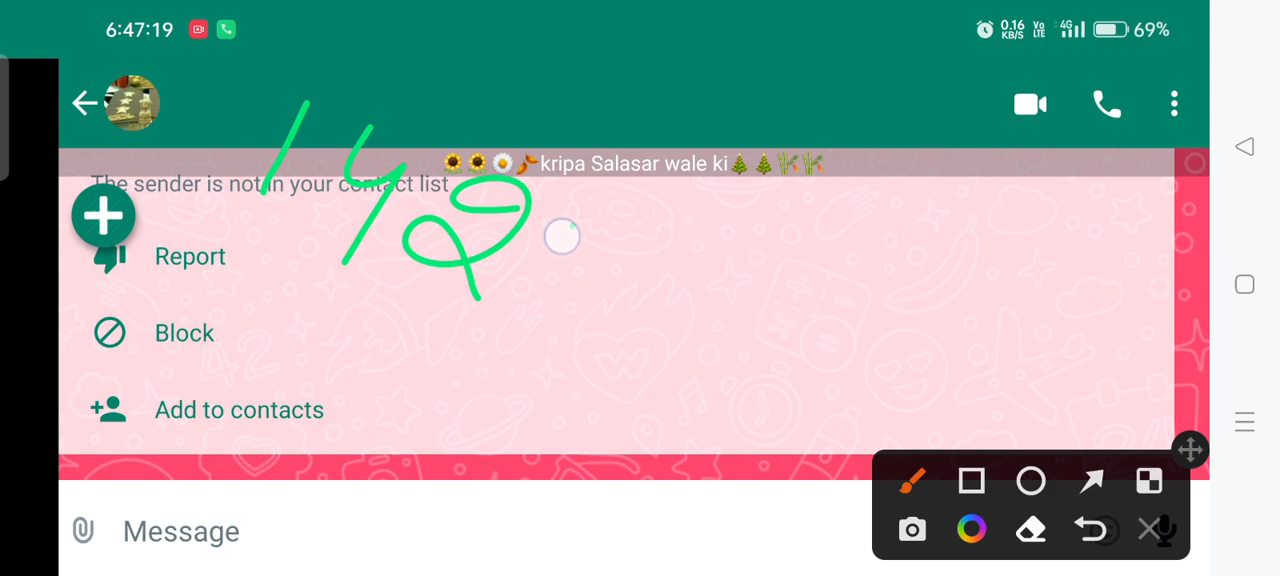 6:47:19 0.16 KB/S Vo LTE 4G 69%
🌻🌻🌼🍂kripa Salasar wale ki🌲🌲🎋🎋
The sender is not in your contact list
Report
Block
Add to contacts
Message